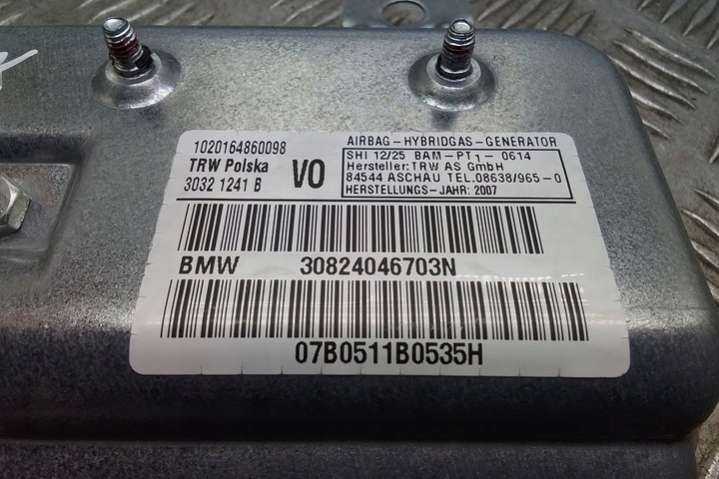 1020164860098
TRW Polska
3032 1241 B
VO
AIRBAG-HYBRIDGAS-GENERATOR
SHI 12/25 BAM-PT1- 0614
Hersteller: TRW AS GmbH
84544 ASCHAU TEL.08638/965-0
HERSTELLUNGS-JAHR: 2007
BMW 30824046703N
07B0511B0535H